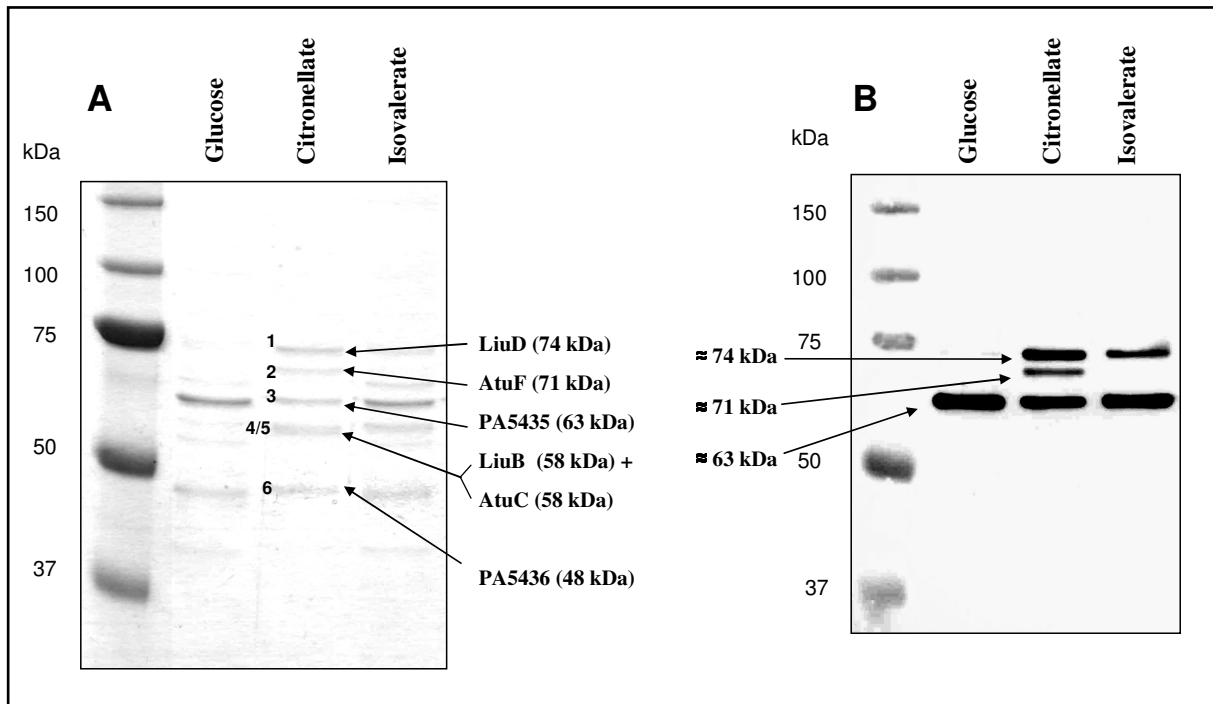 A
kDa
Glucose
Citronellate
Isovalerate
150
100
75
50
37
1
2
3
4/5
6
LiuD (74 kDa)
AtuF (71 kDa)
PA5435 (63 kDa)
LiuB (58 kDa) +
AtuC (58 kDa)
PA5436 (48 kDa)
B
kDa
Glucose
Citronellate
Isovalerate
150
100
75
50
37
≈ 74 kDa
≈ 71 kDa
≈ 63 kDa